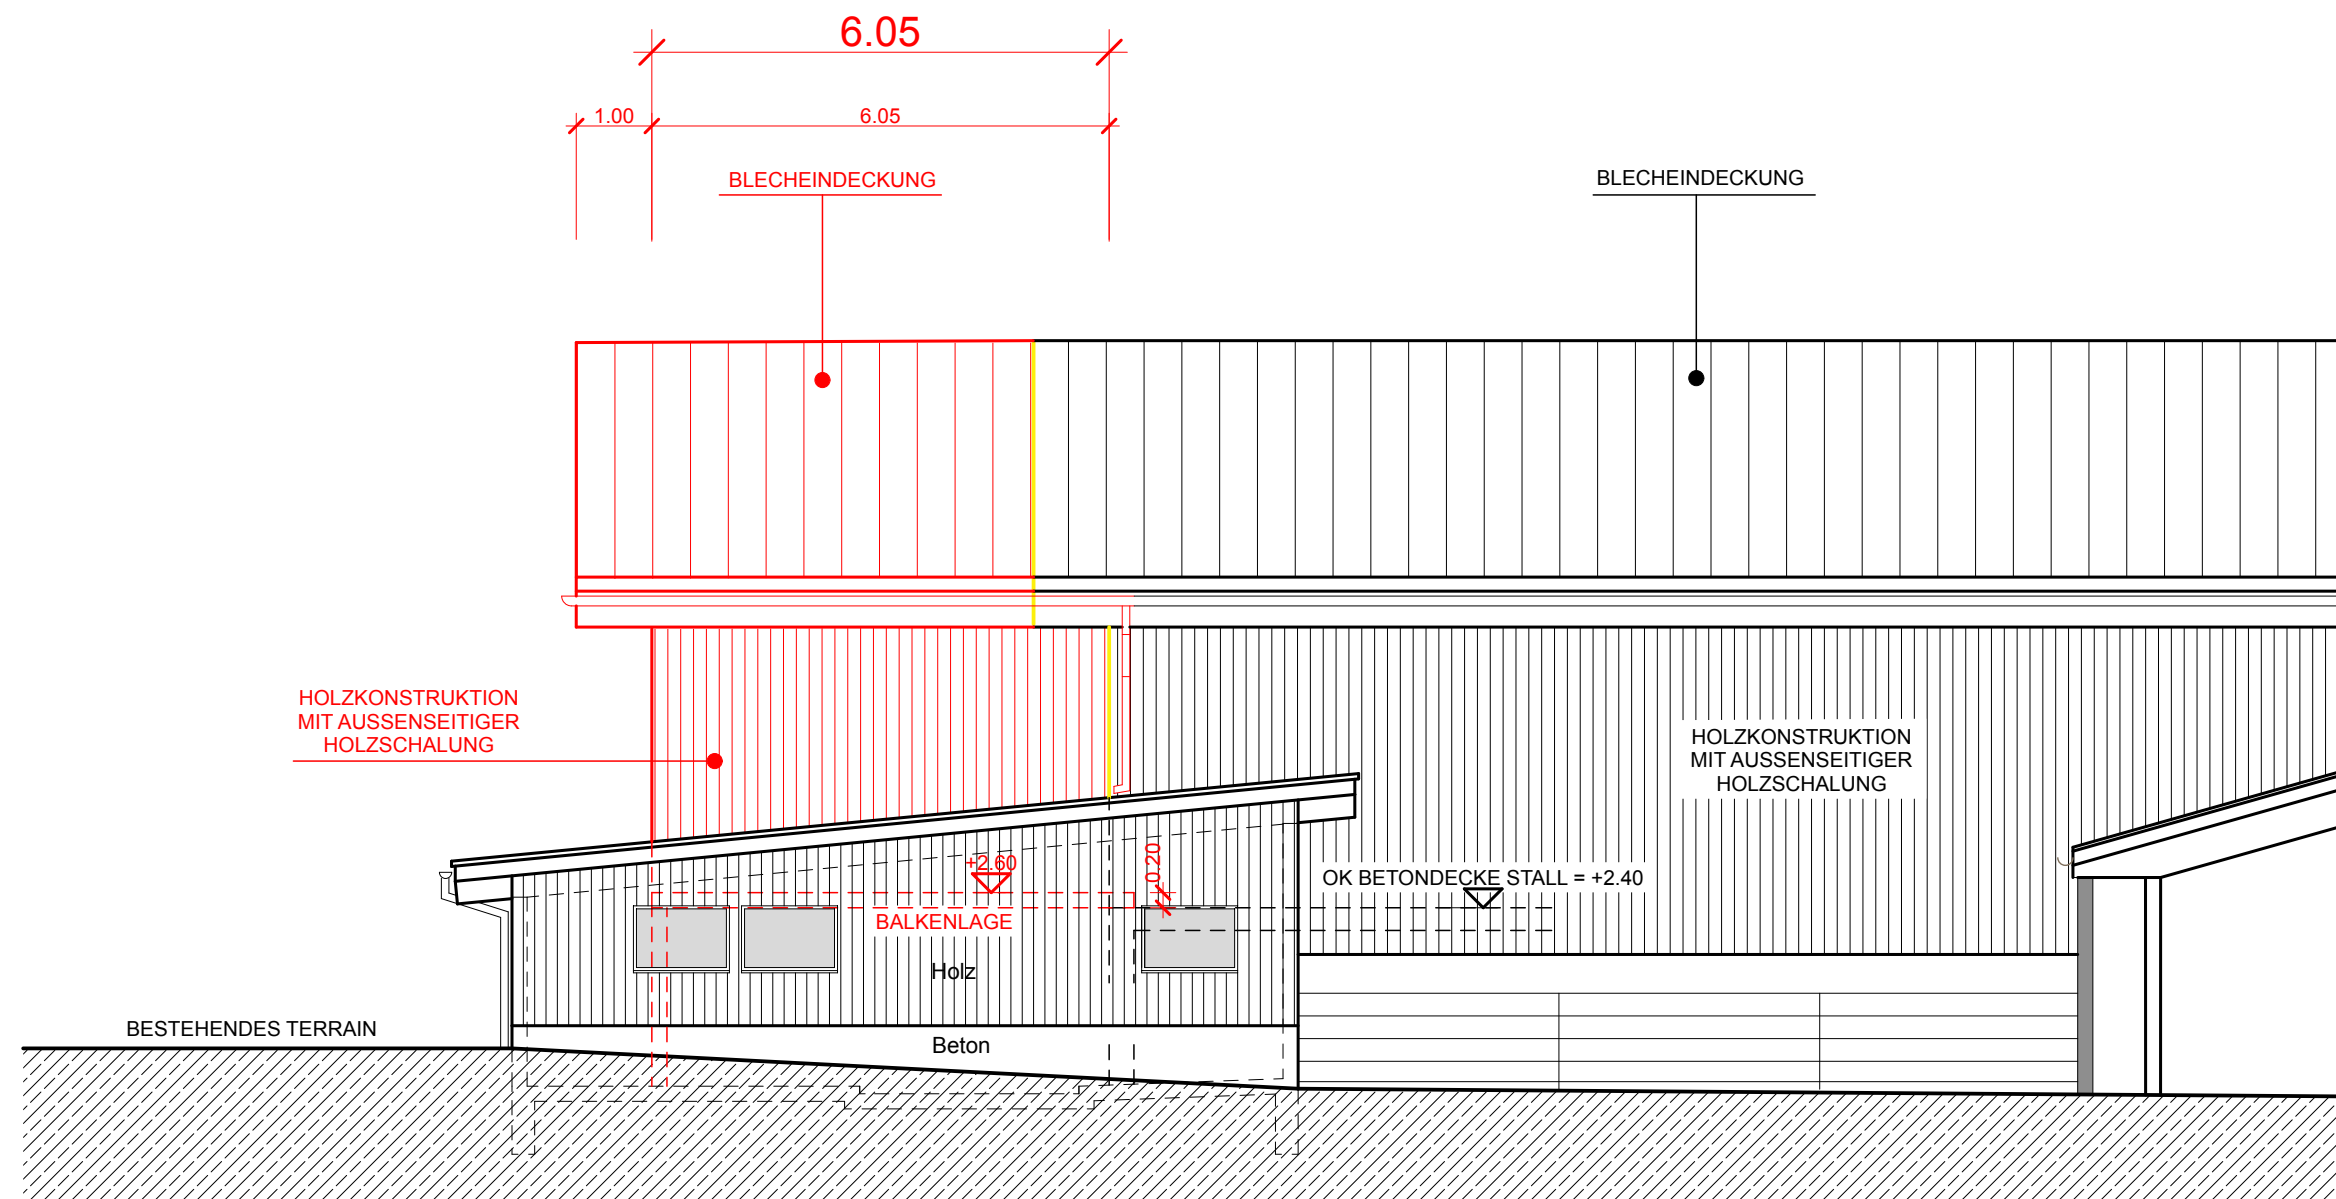 6.05
1.00
6.05
BLECHEINDECKUNG
BLECHEINDECKUNG
HOLZKONSTRUKTION
MIT AUSSENSEITIGER
HOLZSCHALUNG
HOLZKONSTRUKTION
MIT AUSSENSEITIGER
HOLZSCHALUNG
+2.60
0.20
OK BETONDECKE STALL = +2.40
BALKENLAGE
Holz
BESTEHENDES TERRAIN
Beton